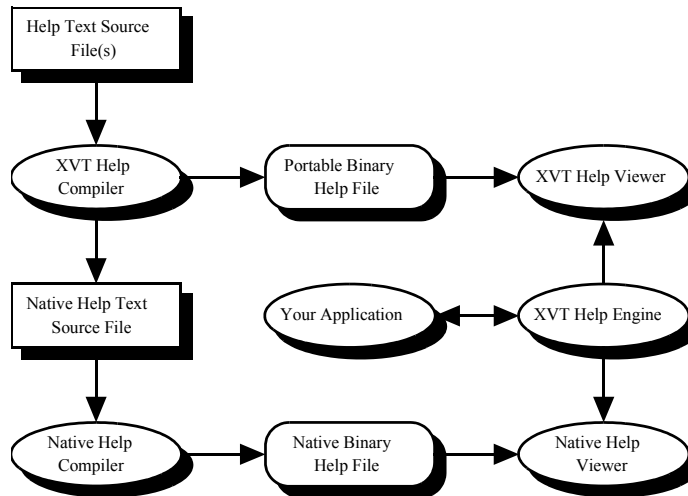 Help Text Source
File(s)
XVT Help
Compiler
Portable Binary
Help File
XVT Help Viewer
Native Help Text
Source File
Your Application
XVT Help Engine
Native Help
Compiler
Native Binary
Help File
Native Help
Viewer